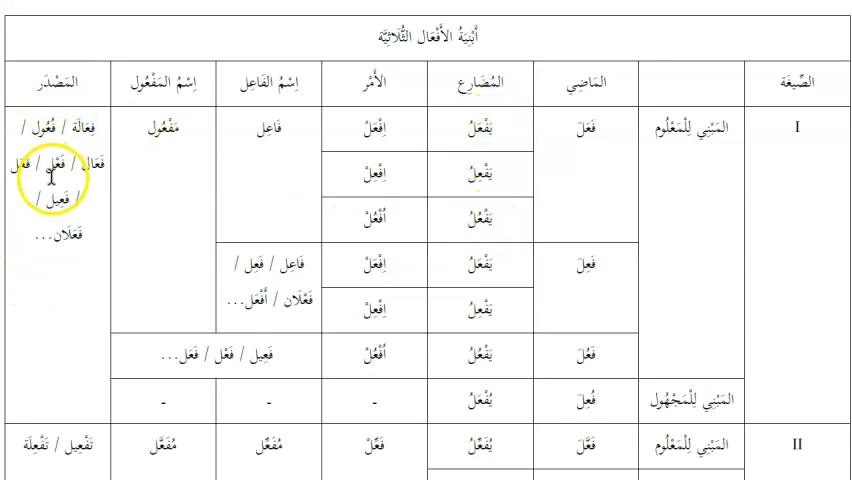 أَبْنِيَةُ الأَفْعَال الثُّلَاثِيَّة
الصِّيغَة المَاضِي المُضَارِع الأَمْر اِسْمُ الفَاعِل اِسْمُ المَفْعُول المَصْدَر
I المَبْنِي لِلْمَعْلُوم فَعَلَ يَفْعَلُ اِفْعَلْ فَاعِل مَفْعُول فِعَالَة / فُعُول /
يَفْعِلُ اِفْعِلْ فَعَال / فَعْل / فَعَل
يَفْعُلُ اُفْعُلْ / فَعِيل /
فَعَلَان...
فَعِلَ يَفْعَلُ اِفْعَلْ فَاعِل / فَعِل /
يَفْعِلُ اِفْعِلْ فَعْلَان / أَفْعَل...
فَعُلَ يَفْعُلُ اُفْعُلْ فَعِيل / فَعْل / فَعَل...
المَبْنِي لِلْمَجْهُول فُعِلَ يُفْعَلُ - - -
II المَبْنِي لِلْمَعْلُوم فَعَّلَ يُفَعِّلُ فَعِّلْ مُفَعِّل مُفَعَّل تَفْعِيل / تَفْعِلَة